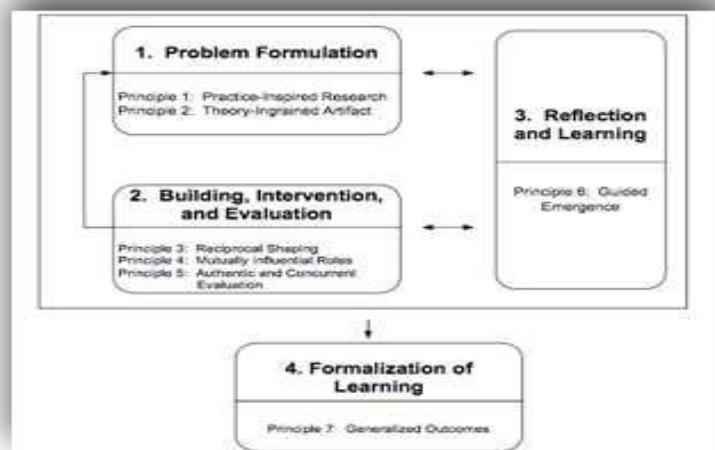 1. Problem Formulation
Principle 1: Practice-Inspired Research
Principle 2: Theory-Ingrained Artifact
2. Building, Intervention,
and Evaluation
Principle 3: Reciprocal Shaping
Principle 4: Mutually Influential Roles
Principle 5: Authentic and Concurrent
Evaluation
3. Reflection
and Learning
Principle 6: Guided
Emergence
4. Formalization of
Learning
Principle 7: Generalized Outcomes